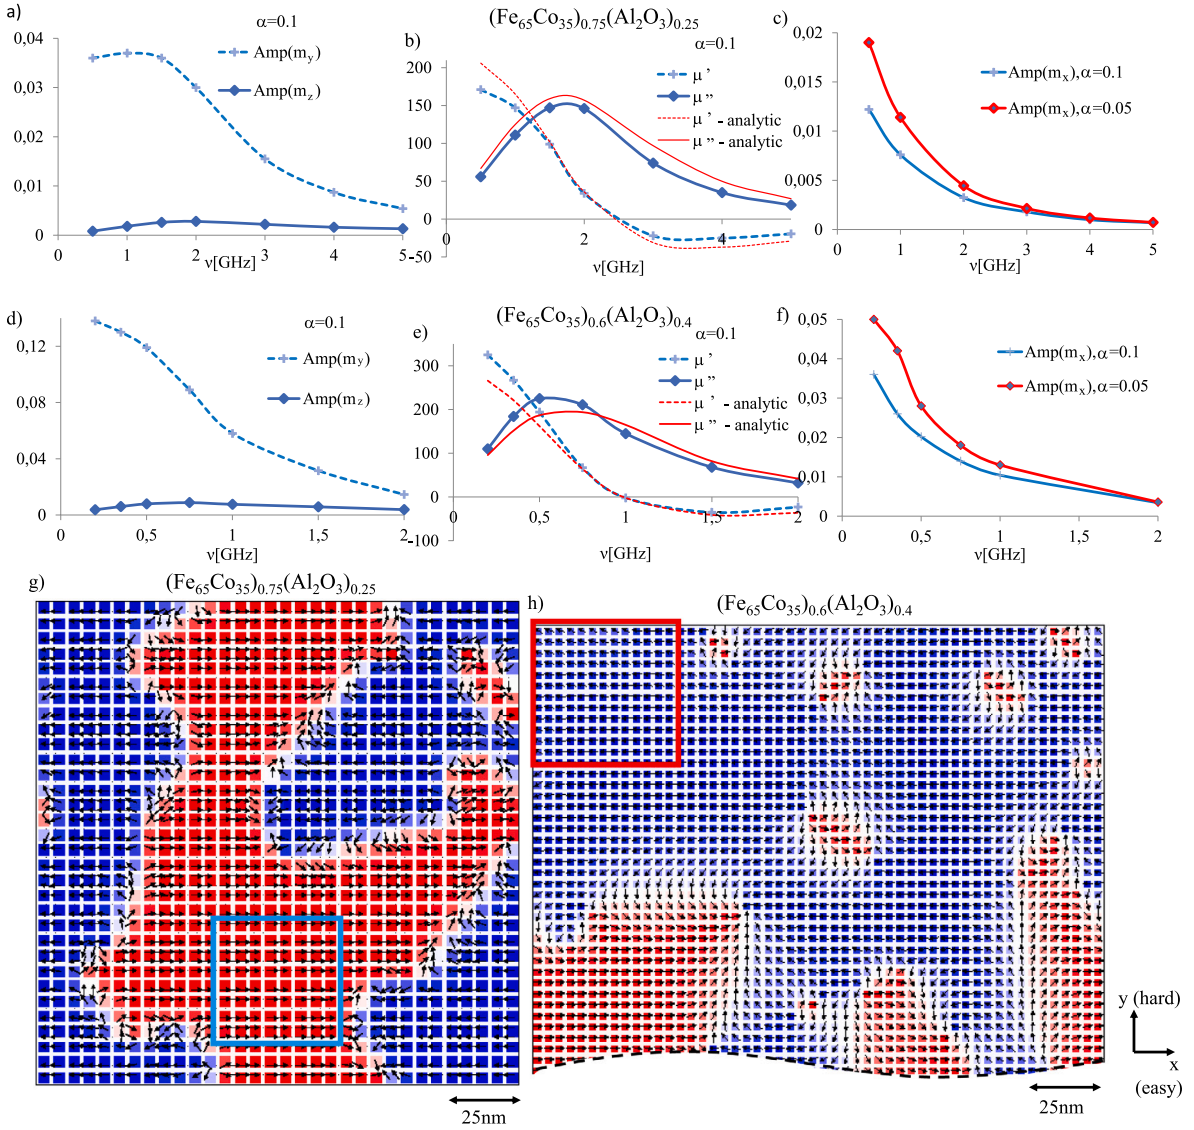 a)
α=0.1
Amp(m_y)
Amp(m_z)
0,04
0,03
0,02
0,01
0
0 1 2 3 4 5
ν[GHz]
(Fe₆₅Co₃₅)₀.₇₅(Al₂O₃)₀.₂₅
b)
α=0.1
μ '
μ ”
μ ' - analytic
μ ” - analytic
200
150
100
50
0
-50
0 2 4
ν[GHz]
c)
Amp(m_x),α=0.1
Amp(m_x),α=0.05
0,02
0,015
0,01
0,005
0
0 1 2 3 4 5
ν[GHz]
d)
α=0.1
Amp(m_y)
Amp(m_z)
0,12
0,08
0,04
0
0 0,5 1 1,5 2
ν[GHz]
(Fe₆₅Co₃₅)₀.₆(Al₂O₃)₀.₄
e)
α=0.1
μ '
μ ”
μ ' - analytic
μ ” - analytic
300
200
100
0
-100
0 0,5 1 1,5 2
ν[GHz]
f)
Amp(m_x),α=0.1
Amp(m_x),α=0.05
0,05
0,04
0,03
0,02
0,01
0
0 0,5 1 1,5 2
ν[GHz]
g)
(Fe₆₅Co₃₅)₀.₇₅(Al₂O₃)₀.₂₅
25nm
h)
(Fe₆₅Co₃₅)₀.₆(Al₂O₃)₀.₄
25nm
y (hard)
x
(easy)